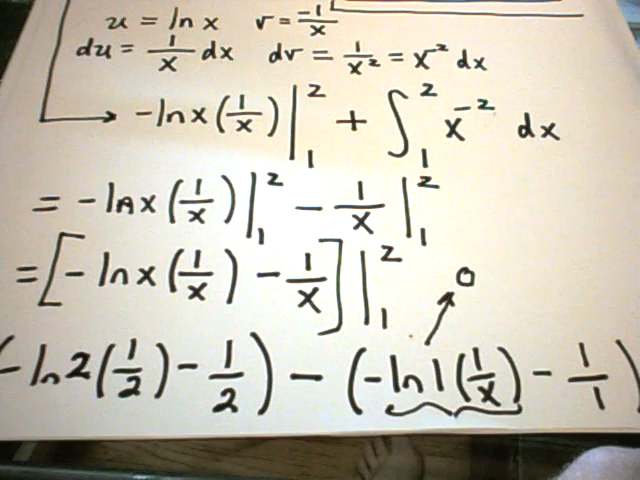 u = ln x   v = -1/x
du = 1/x dx   dv = 1/x² = x² dx
→ -ln x (1/x) |₁² + ∫₁² x⁻² dx
= -ln x (1/x) |₁² - 1/x |₁²
= [-ln x (1/x) - 1/x] |₁²   0
(-ln 2 (1/2) - 1/2) - (-ln 1 (1/x) - 1/1)